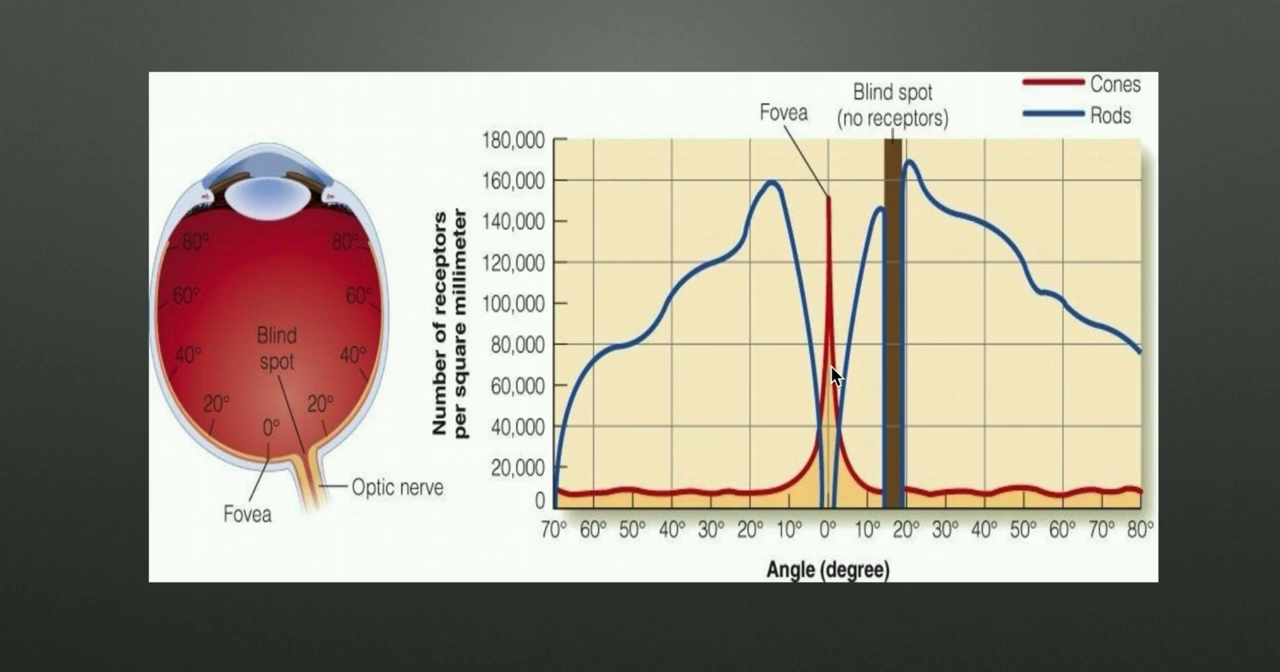 80°
80°
60°
60°
Blind
spot
40°
40°
20°
20°
0°
Optic nerve
Fovea
Fovea
Blind spot
(no receptors)
Cones
Rods
Number of receptors
per square millimeter
180,000
160,000
140,000
120,000
100,000
80,000
60,000
40,000
20,000
0
70° 60° 50° 40° 30° 20° 10° 0° 10° 20° 30° 40° 50° 60° 70° 80°
Angle (degree)